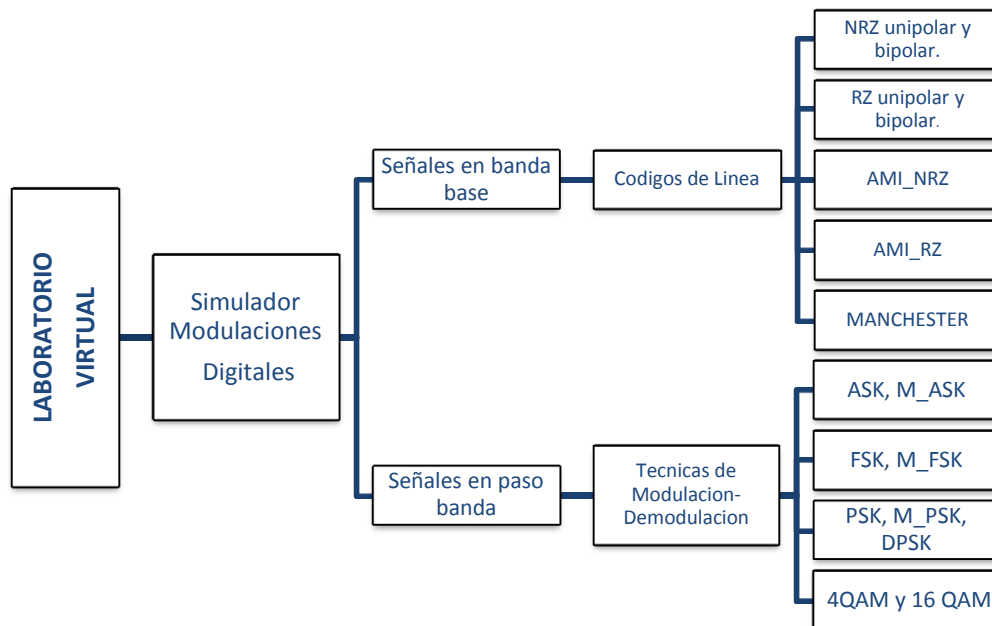 LABORATORIO
VIRTUAL
Simulador
Modulaciones
Digitales
Señales en banda
base
Codigos de Linea
NRZ unipolar y
bipolar.
RZ unipolar y
bipolar.
AMI_NRZ
AMI_RZ
MANCHESTER
Señales en paso
banda
Tecnicas de
Modulacion-
Demodulacion
ASK, M_ASK
FSK, M_FSK
PSK, M_PSK,
DPSK
4QAM y 16 QAM